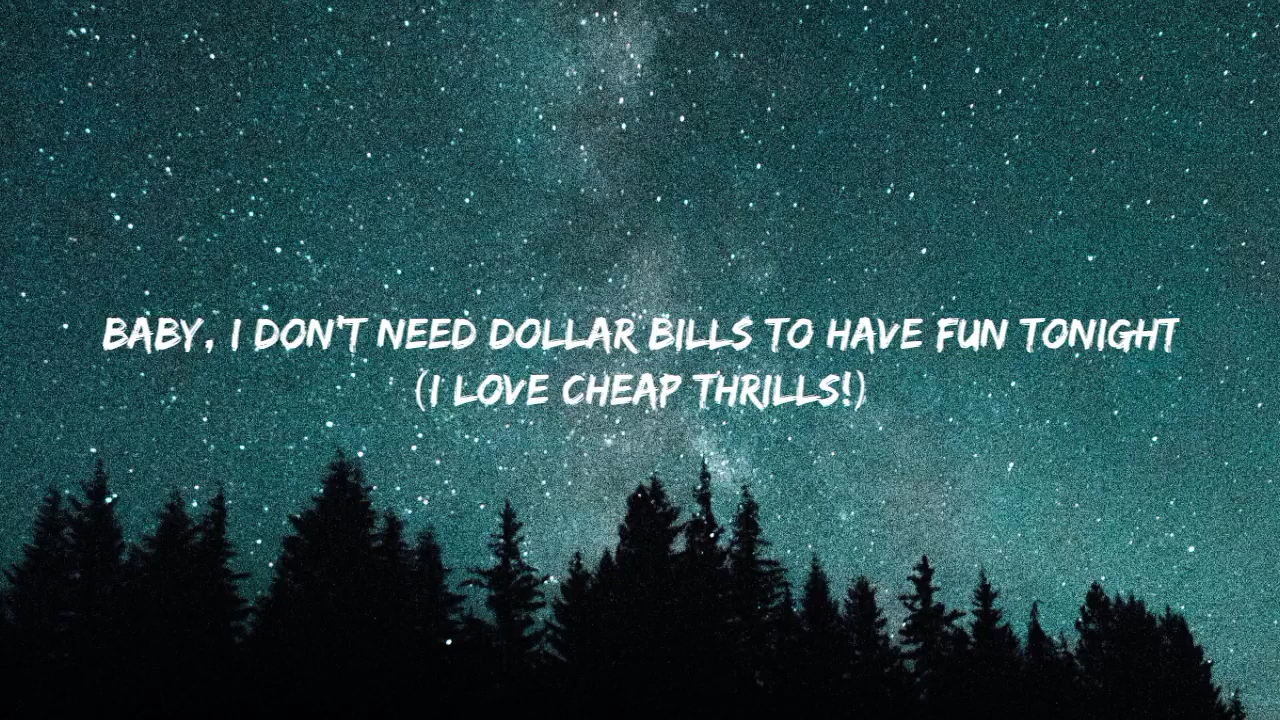 BABY, I DON'T NEED DOLLAR BILLS TO HAVE FUN TONIGHT
(I LOVE CHEAP THRILLS!)